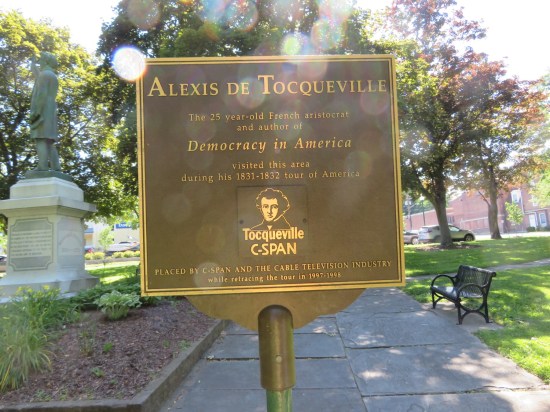 ALEXIS DE TOCQUEVILLE
The 25 year-old French aristocrat
and author of
Democracy in America
visited this area
during his 1831-1832 tour of America
Tocqueville
C-SPAN
PLACED BY C-SPAN AND THE CABLE TELEVISION INDUSTRY
while retracing the tour in 1997-1998